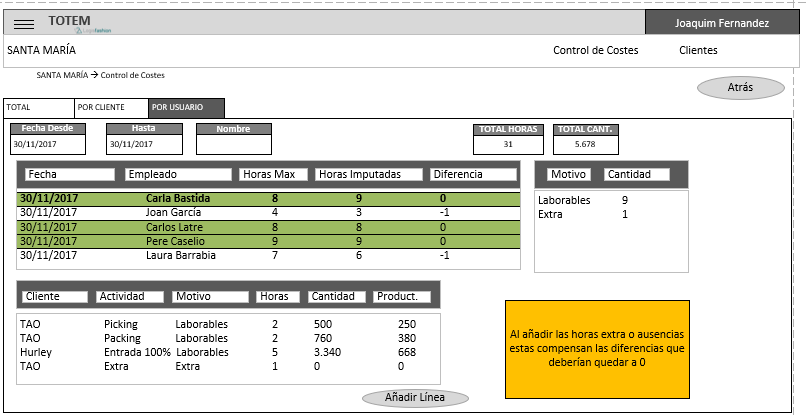 TOTEM
Logisfashion
Joaquim Fernandez
SANTA MARÍA
Control de Costes
Clientes
SANTA MARÍA → Control de Costes
Atrás
TOTAL
POR CLIENTE
POR USUARIO
Fecha Desde
Hasta
Nombre
TOTAL HORAS
TOTAL CANT.
30/11/2017
30/11/2017
31
5.678
Fecha Empleado Horas Max Horas Imputadas Diferencia
30/11/2017 Carla Bastida 8 9 0
30/11/2017 Joan García 4 3 -1
30/11/2017 Carlos Latre 8 8 0
30/11/2017 Pere Caselio 9 9 0
30/11/2017 Laura Barrabia 7 6 -1
Motivo Cantidad
Laborables 9
Extra 1
Cliente Actividad Motivo Horas Cantidad Product.
TAO Picking Laborables 2 500 250
TAO Packing Laborables 2 760 380
Hurley Entrada 100% Laborables 5 3.340 668
TAO Extra Extra 1 0 0
Añadir Línea
Al añadir las horas extra o ausencias
estas compensan las diferencias que
deberían quedar a 0